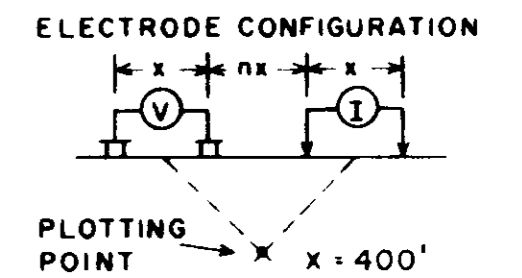 ELECTRODE CONFIGURATION
x nx x
V I
PLOTTING
POINT x = 400'